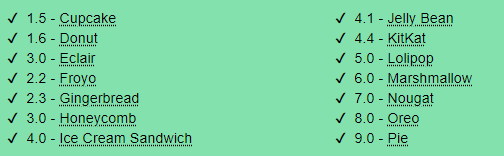 ✓ 1.5 - Cupcake
✓ 1.6 - Donut
✓ 3.0 - Eclair
✓ 2.2 - Froyo
✓ 2.3 - Gingerbread
✓ 3.0 - Honeycomb
✓ 4.0 - Ice Cream Sandwich
✓ 4.1 - Jelly Bean
✓ 4.4 - KitKat
✓ 5.0 - Lolipop
✓ 6.0 - Marshmallow
✓ 7.0 - Nougat
✓ 8.0 - Oreo
✓ 9.0 - Pie